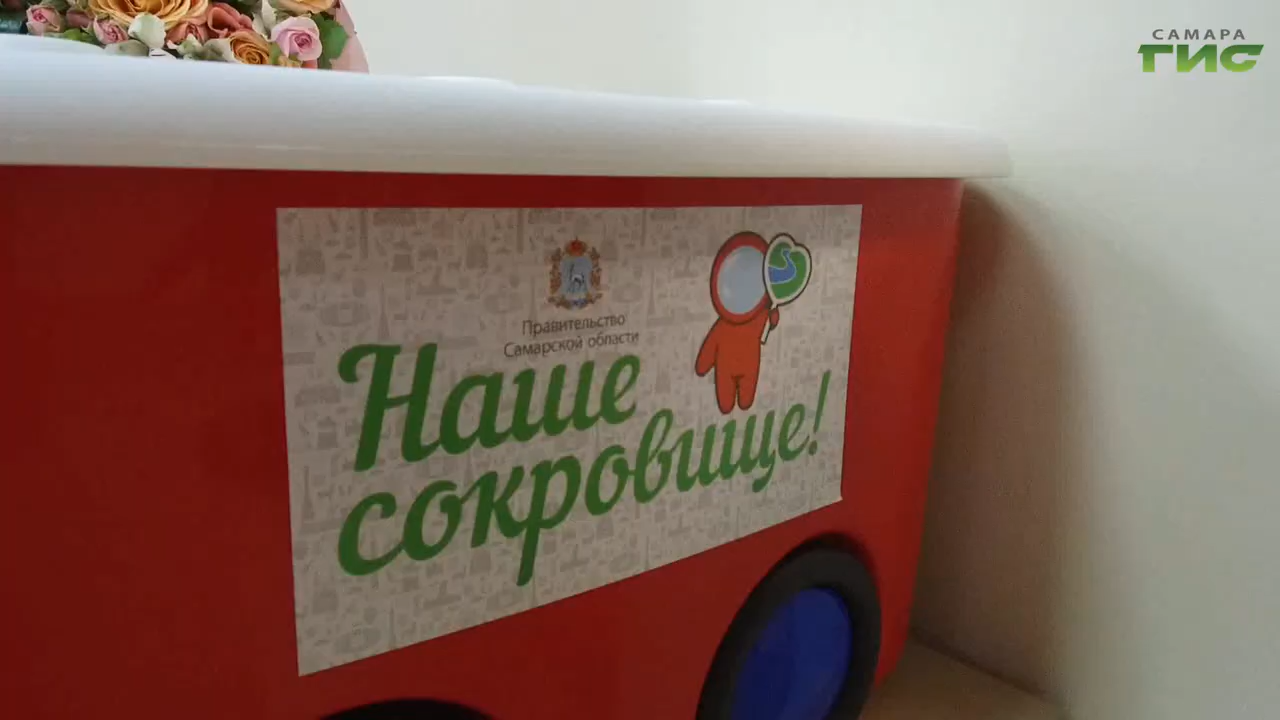 САМАРА
ГИС
Правительство
Самарской области
Наше
сокровище!